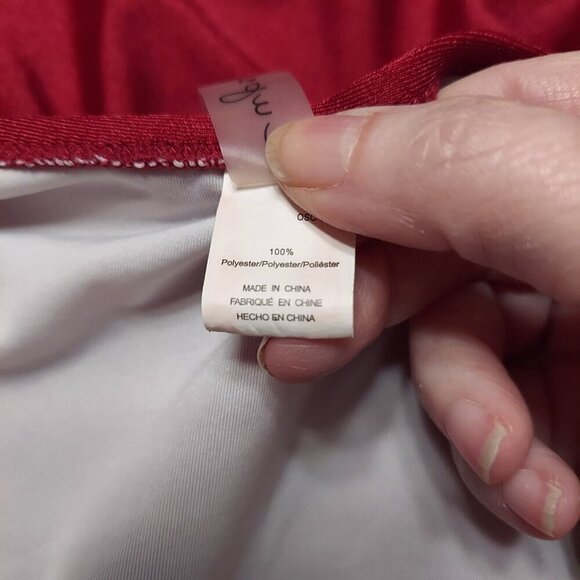 100%
Polyester/Polyester/Poliéster
MADE IN CHINA
FABRIQUÉ EN CHINE
HECHO EN CHINA